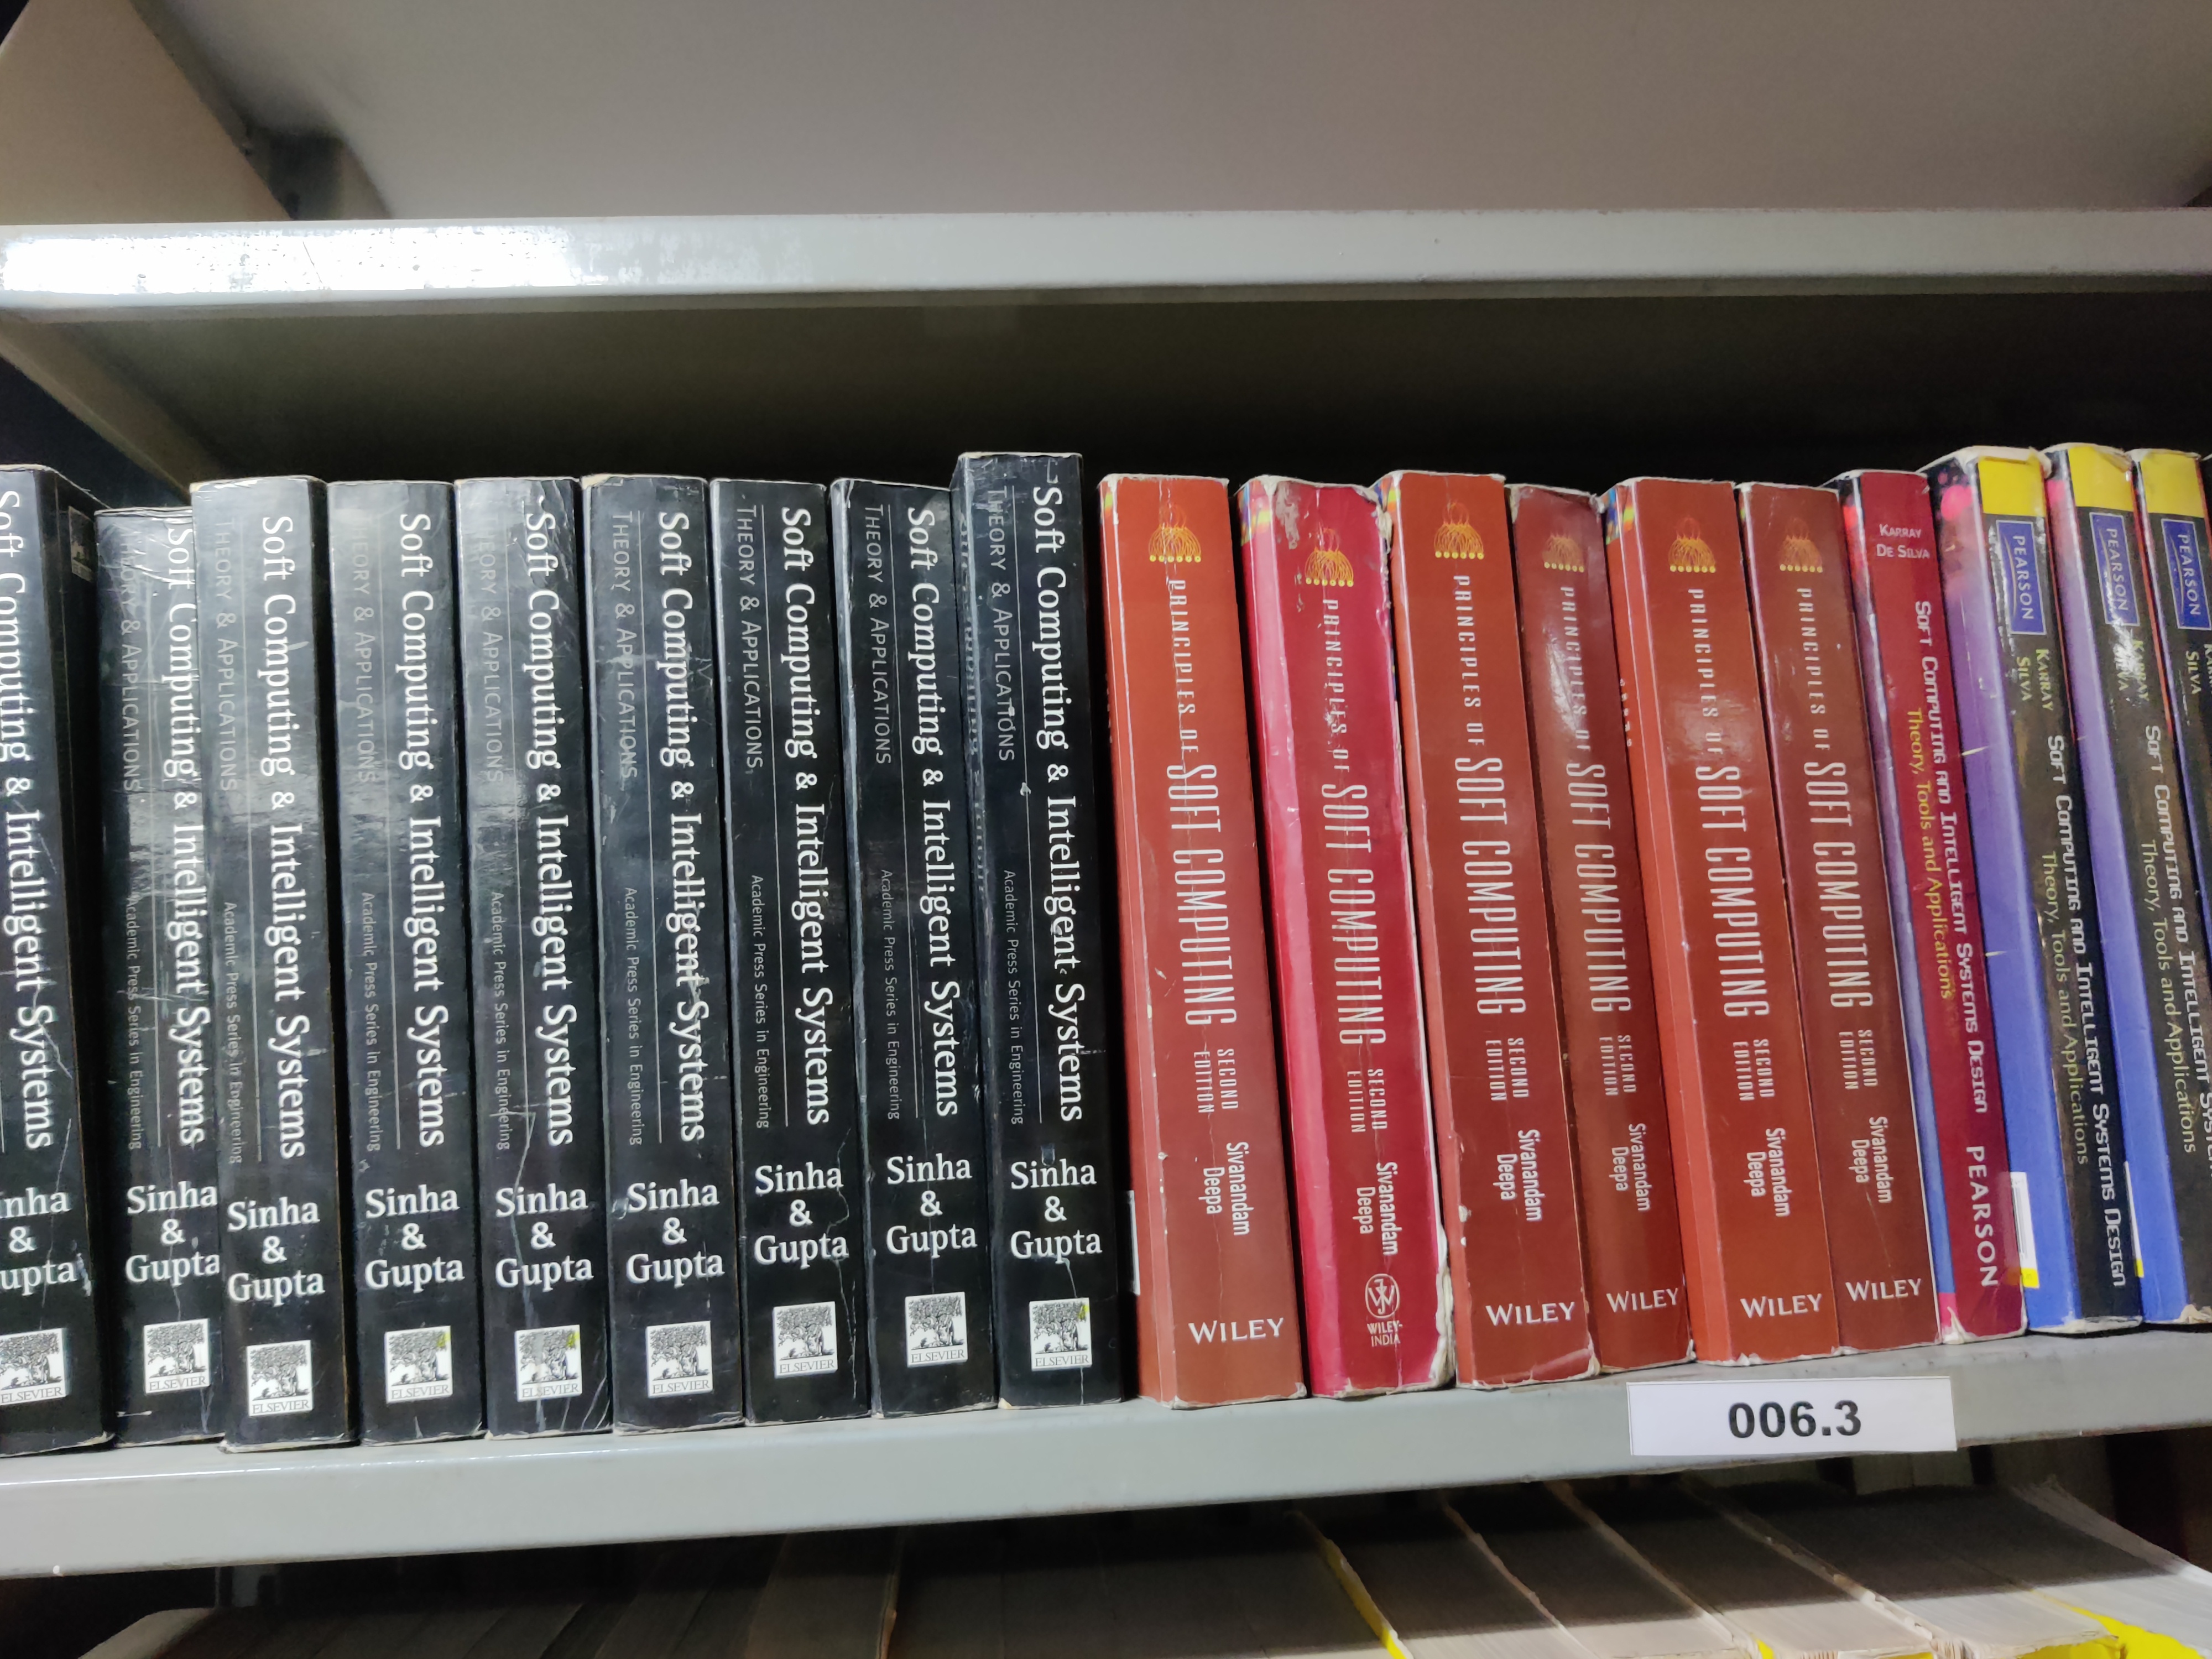 Soft Computing & Intelligent Systems
Sinha
&
Gupta
ELSEVIER
Soft Computing & Intelligent Systems
THEORY & APPLICATIONS
Academic Press Series in Engineering
Sinha
&
Gupta
ELSEVIER
Soft Computing & Intelligent Systems
THEORY & APPLICATIONS
Academic Press Series in Engineering
Sinha
&
Gupta
ELSEVIER
Soft Computing & Intelligent Systems
THEORY & APPLICATIONS
Academic Press Series in Engineering
Sinha
&
Gupta
ELSEVIER
Soft Computing & Intelligent Systems
THEORY & APPLICATIONS
Academic Press Series in Engineering
Sinha
&
Gupta
ELSEVIER
Soft Computing & Intelligent Systems
THEORY & APPLICATIONS
Academic Press Series in Engineering
Sinha
&
Gupta
ELSEVIER
Soft Computing & Intelligent Systems
THEORY & APPLICATIONS
Academic Press Series in Engineering
Sinha
&
Gupta
ELSEVIER
Soft Computing & Intelligent Systems
THEORY & APPLICATIONS
Academic Press Series in Engineering
Sinha
&
Gupta
ELSEVIER
Soft Computing & Intelligent Systems
THEORY & APPLICATIONS
Academic Press Series in Engineering
Sinha
&
Gupta
ELSEVIER
PRINCIPLES OF SOFT COMPUTING
SECOND
EDITION
Sivanandam
Deepa
WILEY
PRINCIPLES OF SOFT COMPUTING
SECOND
EDITION
Sivanandam
Deepa
WILEY-
INDIA
PRINCIPLES OF SOFT COMPUTING
SECOND
EDITION
Sivanandam
Deepa
WILEY
PRINCIPLES OF SOFT COMPUTING
SECOND
EDITION
Sivanandam
Deepa
WILEY
PRINCIPLES OF SOFT COMPUTING
SECOND
EDITION
Sivanandam
Deepa
WILEY
PRINCIPLES OF SOFT COMPUTING
SECOND
EDITION
Sivanandam
Deepa
WILEY
KARRAY
DE SILVA
SOFT COMPUTING AND INTELLIGENT SYSTEMS DESIGN
Theory, Tools and Applications
PEARSON
PEARSON
KARRAY
SILVA
SOFT COMPUTING AND INTELLIGENT SYSTEMS DESIGN
Theory, Tools and Applications
PEARSON
KARRAY
SILVA
SOFT COMPUTING AND INTELLIGENT
Theory, Tools and Applications
PEARSON
SILVA
006.3